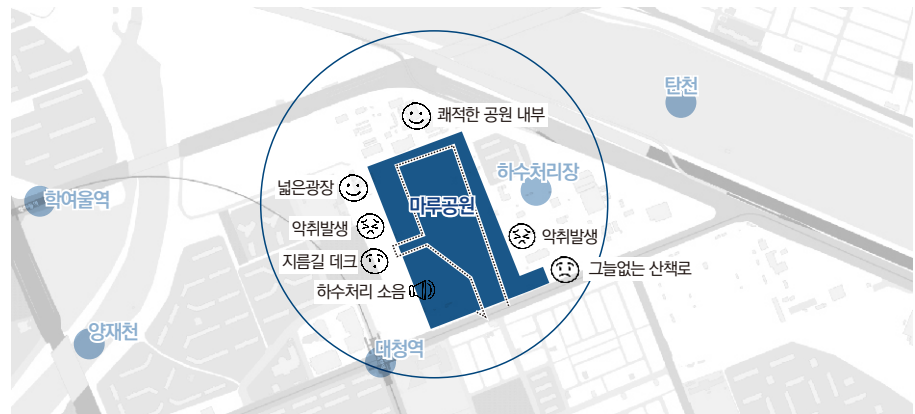 탄천
쾌적한 공원 내부
하수처리장
넓은광장
학여울역
마루공원
악취발생
악취발생
지름길 데크
그늘없는 산책로
하수처리 소음
양재천
대청역